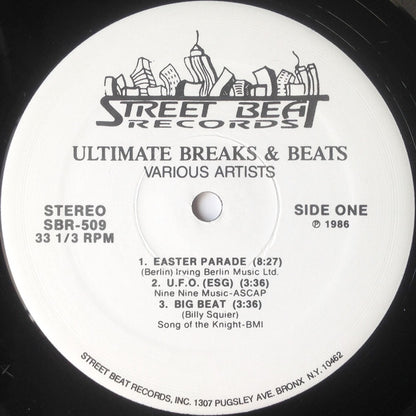 STREET BEAT
RECORDS
ULTIMATE BREAKS & BEATS
VARIOUS ARTISTS
STEREO
SBR-509
33 1/3 RPM
SIDE ONE
℗ 1986
1. EASTER PARADE (8:27)
(Berlin) Irving Berlin Music Ltd.
2. U.F.O. (ESG) (3:36)
Nine Nine Music-ASCAP
3. BIG BEAT (3:36)
(Billy Squier)
Song of the Knight-BMI
STREET BEAT RECORDS, INC. 1307 PUGSLEY AVE. BRONX N.Y. 10462